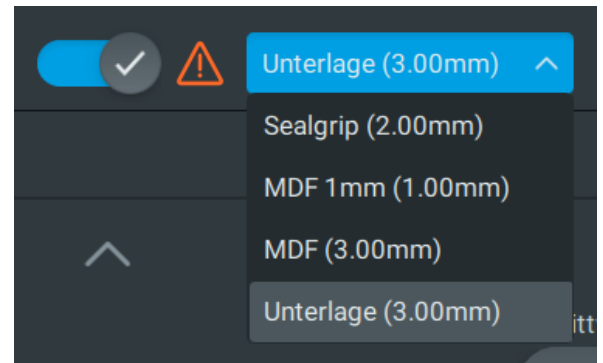 Unterlage (3.00mm)
Sealgrip (2.00mm)
MDF 1mm (1.00mm)
MDF (3.00mm)
Unterlage (3.00mm)